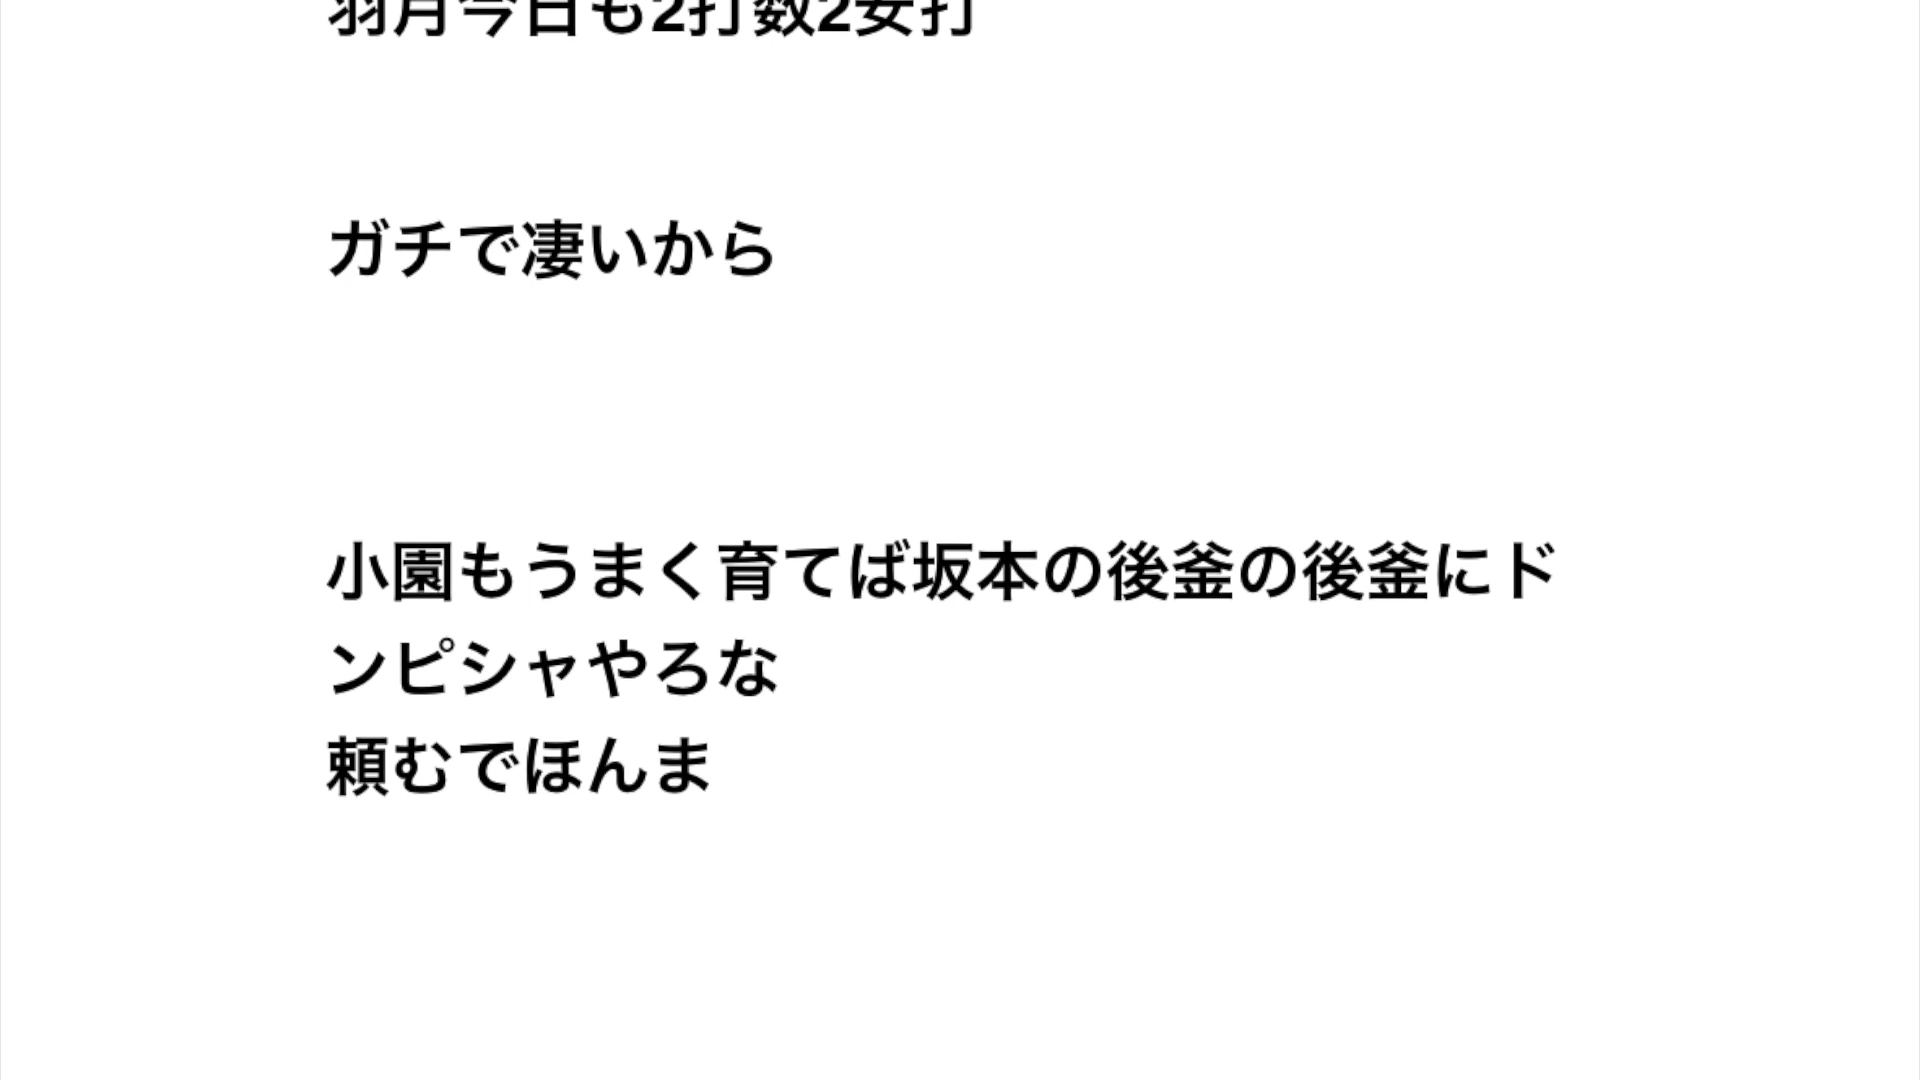 羽月今日も2打数2安打
ガチで凄いから
小園もうまく育てば坂本の後釜の後釜にド
ンピシャやろな
頼むでほんま